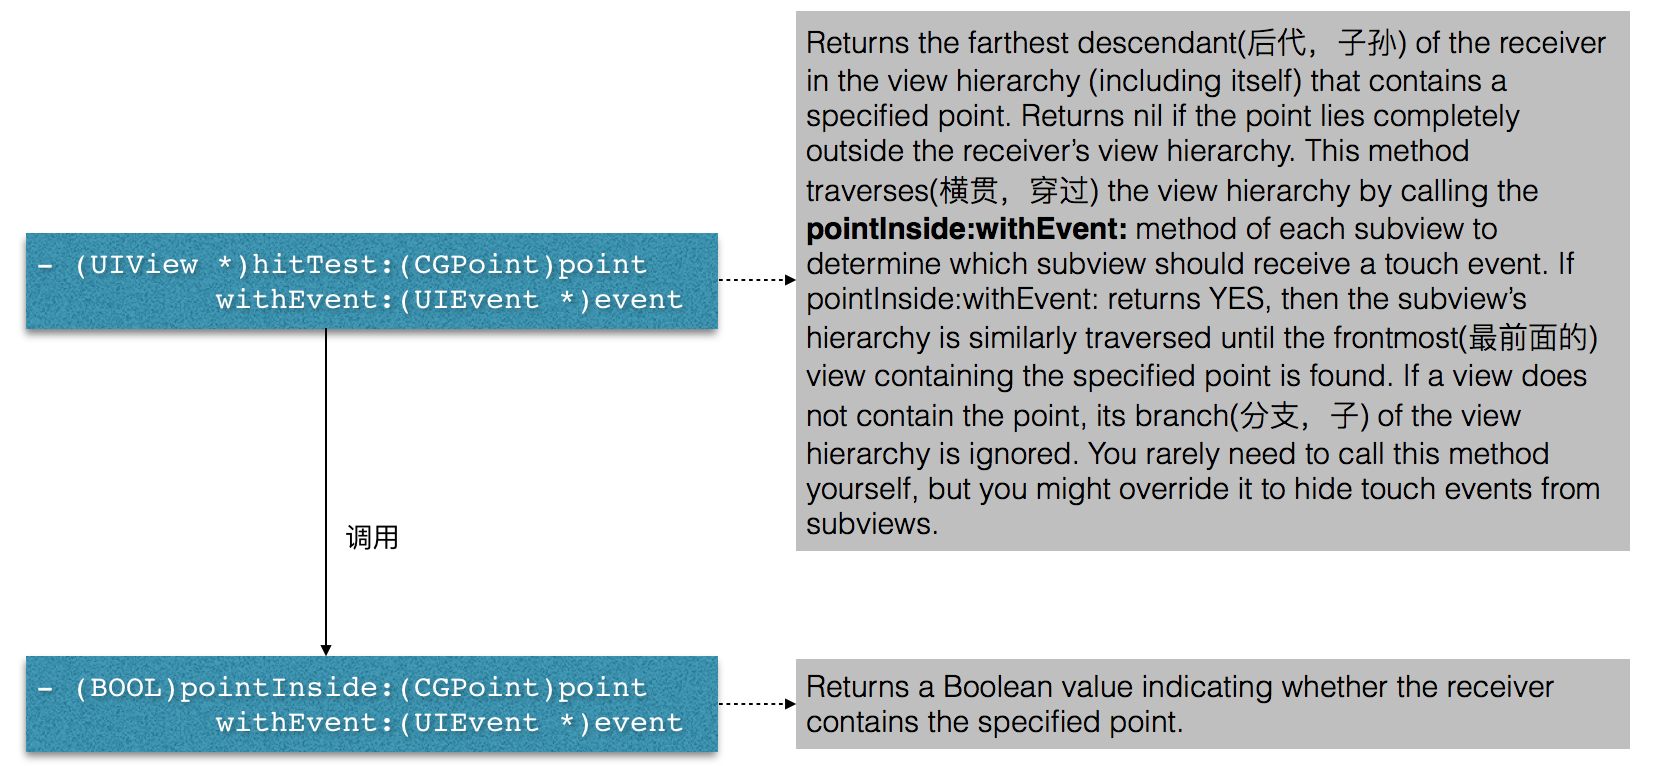 Returns the farthest descendant(后代，子孙) of the receiver
in the view hierarchy (including itself) that contains a
specified point. Returns nil if the point lies completely
outside the receiver’s view hierarchy. This method
traverses(横贯，穿过) the view hierarchy by calling the
pointInside:withEvent: method of each subview to
determine which subview should receive a touch event. If
pointInside:withEvent: returns YES, then the subview’s
hierarchy is similarly traversed until the frontmost(最前面的)
view containing the specified point is found. If a view does
not contain the point, its branch(分支，子) of the view
hierarchy is ignored. You rarely need to call this method
yourself, but you might override it to hide touch events from
subviews.
- (UIView *)hitTest:(CGPoint)point
withEvent:(UIEvent *)event
调用
- (BOOL)pointInside:(CGPoint)point
withEvent:(UIEvent *)event
Returns a Boolean value indicating whether the receiver
contains the specified point.